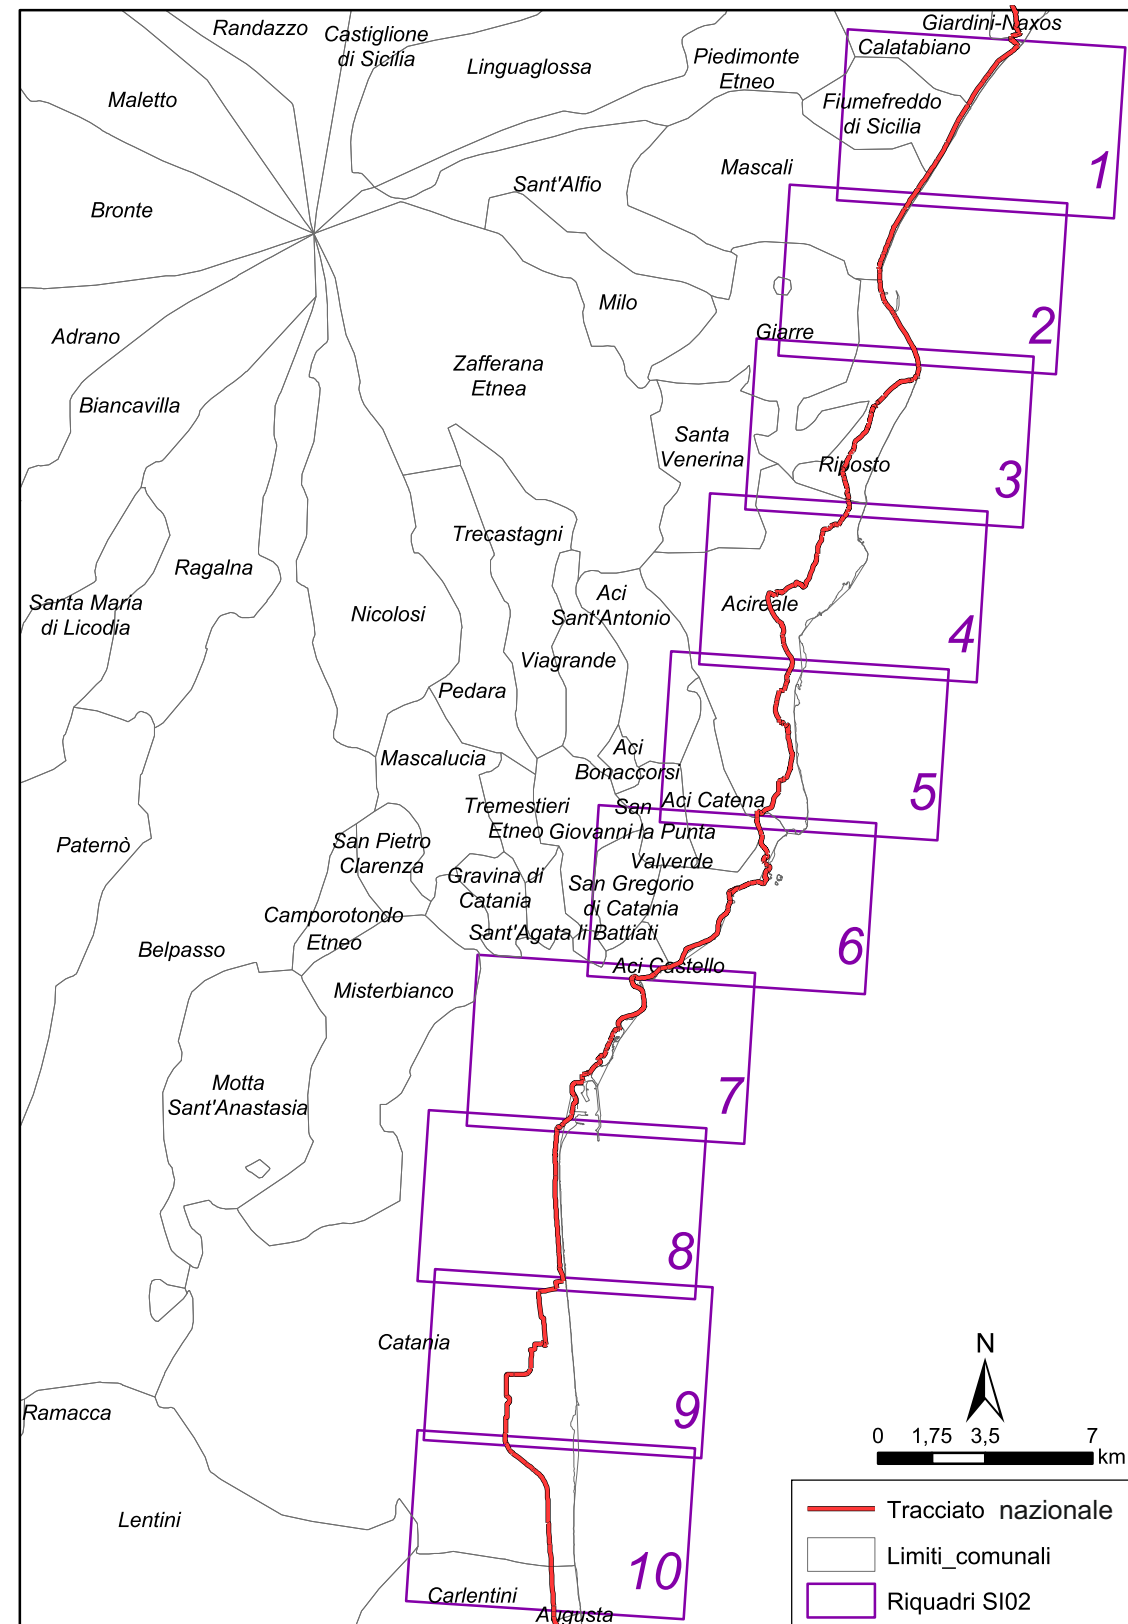 Giardini-Naxos
Randazzo
Castiglione
di Sicilia
Calatabiano
Linguaglossa
Piedimonte
Etneo
Maletto
Fiumefreddo
di Sicilia
Mascali
1
Sant'Alfio
Bronte
Milo
2
Giarre
Adrano
Zafferana
Etnea
Biancavilla
Santa
Venerina
Riposto
3
Trecastagni
Ragalna
Santa Maria
di Licodia
Nicolosi
Aci
Sant'Antonio
Acireale
4
Viagrande
Pedara
Mascalucia
Aci
Bonaccorsi
5
Tremestieri
Etneo
San
Giovanni la Punta
Aci Catena
Paternò
San Pietro
Clarenza
Valverde
Gravina di
Catania
San Gregorio
di Catania
Camporotondo
Etneo
Sant'Agata li Battiati
Belpasso
6
Aci Castello
Misterbianco
Motta
Sant'Anastasia
7
8
Catania
N
Ramacca
9
0 1,75 3,5 7
km
Lentini
Tracciato nazionale
Limiti_comunali
10
Carlentini
Riquadri SI02
Augusta